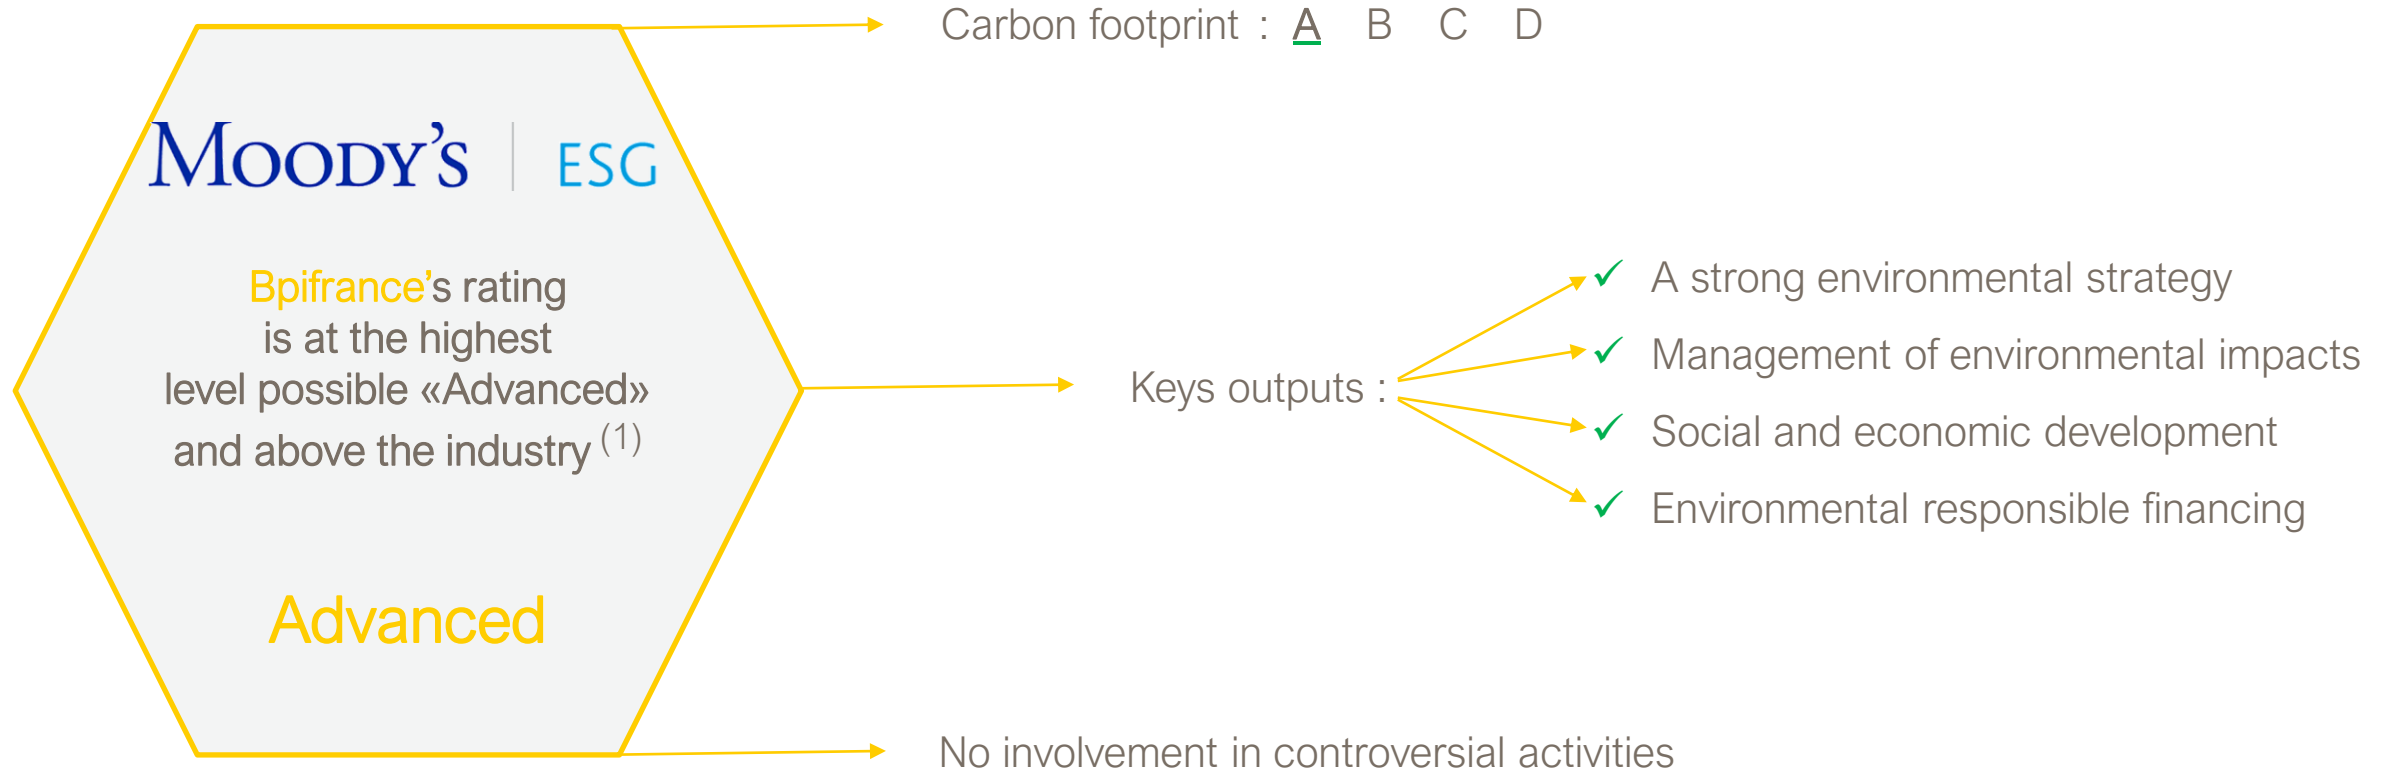 Carbon footprint : A B C D
MOODY'S | ESG
Bpifrance's rating
is at the highest
level possible «Advanced»
and above the industry (1)
Advanced
Keys outputs :
✓ A strong environmental strategy
✓ Management of environmental impacts
✓ Social and economic development
✓ Environmental responsible financing
No involvement in controversial activities